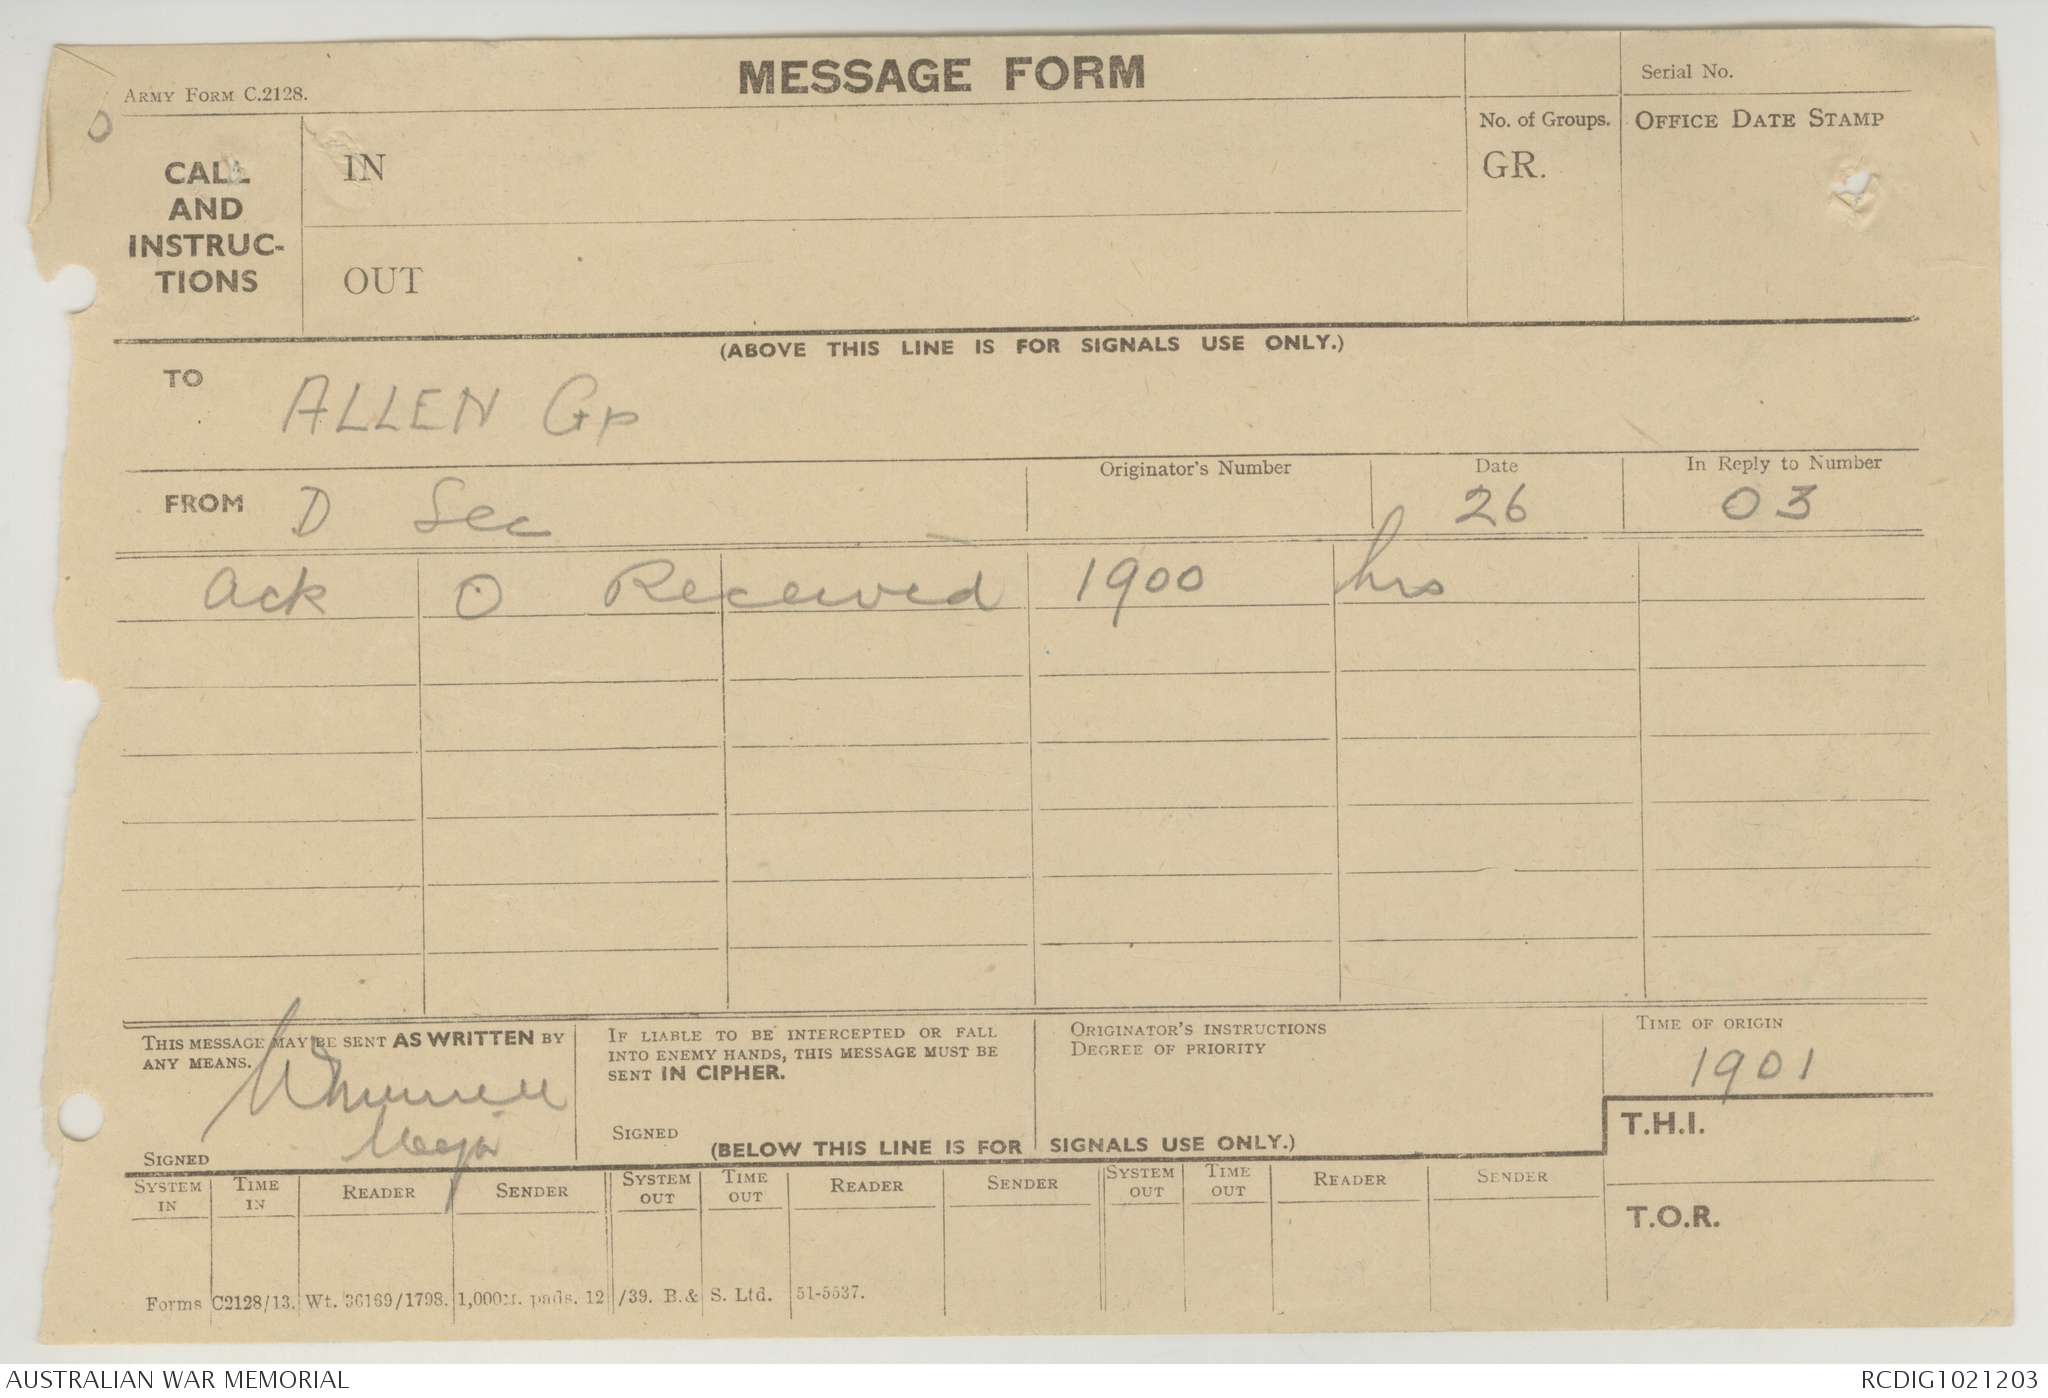 ARMY FORM C.2128.
MESSAGE FORM
Serial No.
CALL AND INSTRUC-TIONS
IN
OUT
No. of Groups.
GR.
OFFICE DATE STAMP
(ABOVE THIS LINE IS FOR SIGNALS USE ONLY.)
TO
ALLEN Gp
FROM
D Sec
Originator's Number
Date
26
In Reply to Number
03
ack O Received 1900 hrs
THIS MESSAGE MAY BE SENT AS WRITTEN BY
ANY MEANS.
Major
SIGNED
IF LIABLE TO BE INTERCEPTED OR FALL
INTO ENEMY HANDS, THIS MESSAGE MUST BE
SENT IN CIPHER.
SIGNED
ORIGINATOR'S INSTRUCTIONS
DEGREE OF PRIORITY
TIME OF ORIGIN
1901
T.H.I.
(BELOW THIS LINE IS FOR SIGNALS USE ONLY.)
SYSTEM IN
TIME IN
READER
SENDER
SYSTEM OUT
TIME OUT
READER
SENDER
SYSTEM OUT
TIME OUT
READER
SENDER
T.O.R.
Forms C2128/13. Wt. 36169/1798. 1,000M. pads. 12/39. B.& S. Ltd. 51-5537.
AUSTRALIAN WAR MEMORIAL
RCDIG1021203